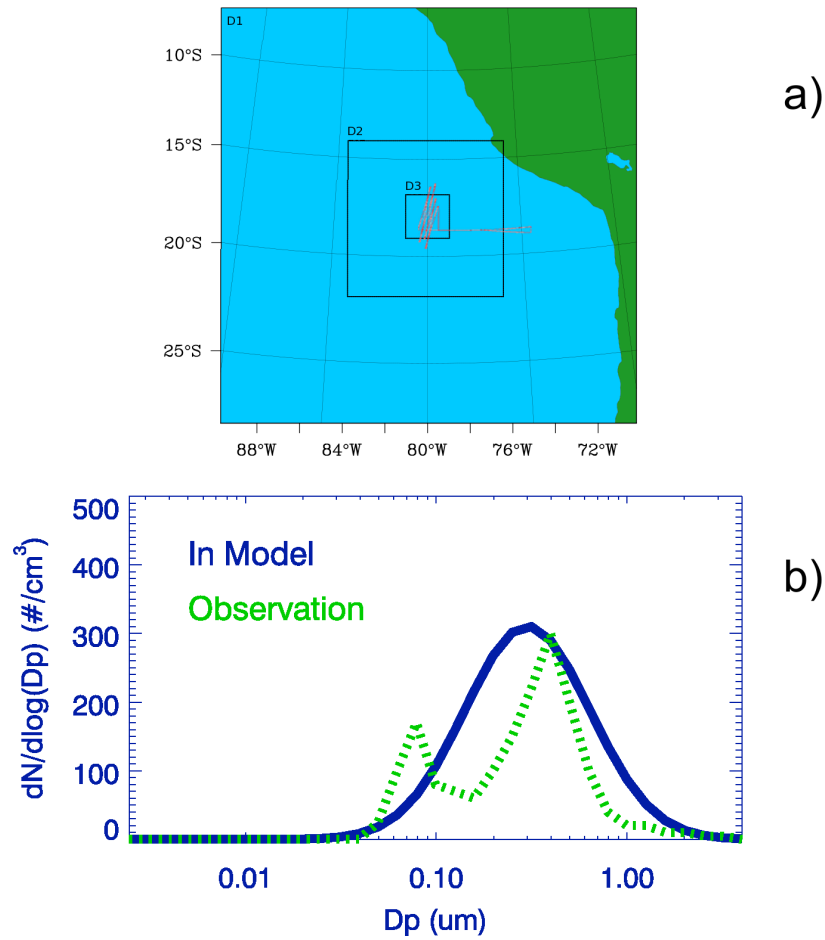 D1
10°S
a)
15°S
D2
D3
20°S
25°S
88°W 84°W 80°W 76°W 72°W
500
400
300
200
100
0
dN/dlog(Dp) (#/cm³)
In Model
Observation
b)
0.01 0.10 1.00
Dp (um)